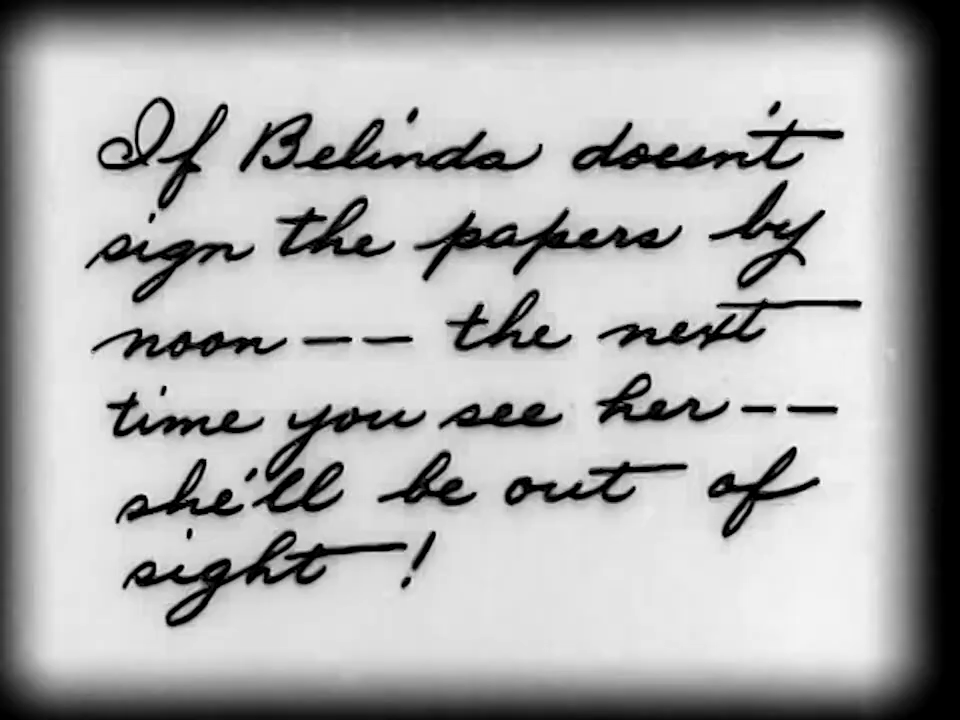 If Belinda doesn't
sign the papers by
noon -- the next
time you see her --
she'll be out of
sight!